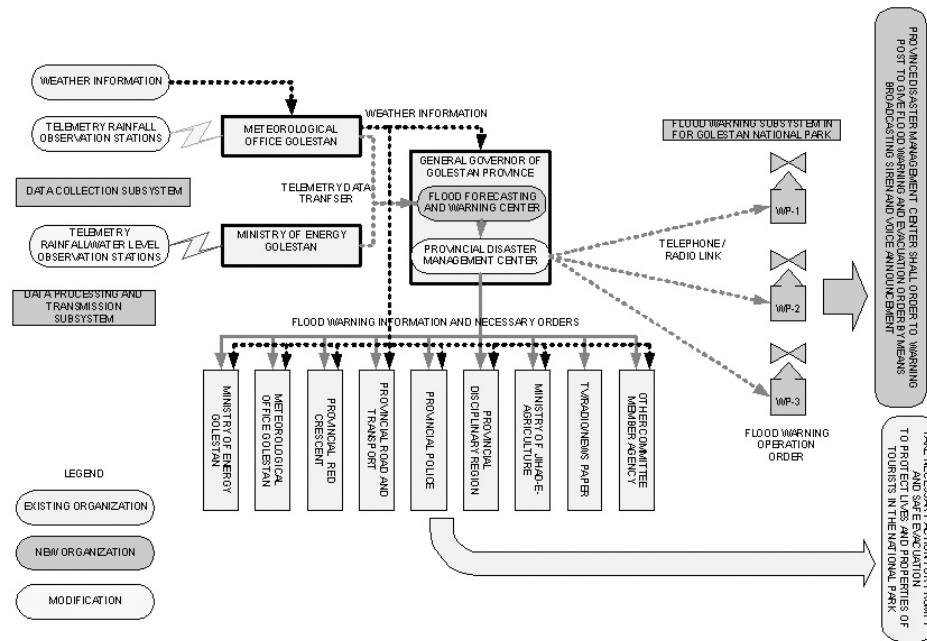 WEATHER INFORMATION
TELEMETRY RAINFALL
OBSERVATION STATIONS
DATA COLLECTION SUBSYSTEM
TELEMETRY
RAINFALL/WATER LEVEL
OBSERVATION STATIONS
DATA PROCESSING AND
TRANSMISSION
SUBSYSTEM
METEOROLOGICAL
OFFICE GOLESTAN
MINISTRY OF ENERGY
GOLESTAN
WEATHER INFORMATION
TELEMETRY DATA
TRANFSER
GENERAL GOVERNOR OF
GOLESTAN PROVINCE
FLOOD FORECASTING
AND WARNING CENTER
PROVINCIAL DISASTER
MANAGEMENT CENTER
TELEPHONE /
RADIO LINK
FLOOD WARNING SUBSYSTEM IN
FOR GOLESTAN NATIONAL PARK
WP-1
WP-2
WP-3
FLOOD WARNING
OPERATION
ORDER
PROVINCE DISASTER MANAGEMENT CENTER SHALL ORDER TO WARNING
POST TO GIVE FLOOD WARNING AND EVACUATION ORDER BY MEANS
BROADCASTING SIREN AND VOICE ANNOUNCEMENT
FLOOD WARNING INFORMATION AND NECESSARY ORDERS
MINISTRY OF ENERGY
GOLESTAN
METEOROLOGICAL
OFFICE GOLESTAN
PROVINCIAL RED
CRESCENT
PROVINCIAL ROAD AND
TRANSPORT
PROVINCIAL POLICE
PROVINCIAL
DISCIPLINARY REGION
MINISTRY OF JIHAD-E-
AGRICULTURE
TV/RADIO/NEWS PAPER
OTHER COMMITTEE
MEMBER AGENCY
NECESSARY ACTION FOR
AND SAFE EVACUATION
TO PROTECT LIVES AND PROPERTIES OF
TOURISTS IN THE NATIONAL PARK
LEGEND
EXISTING ORGANIZATION
NEW ORGANIZATION
MODIFICATION